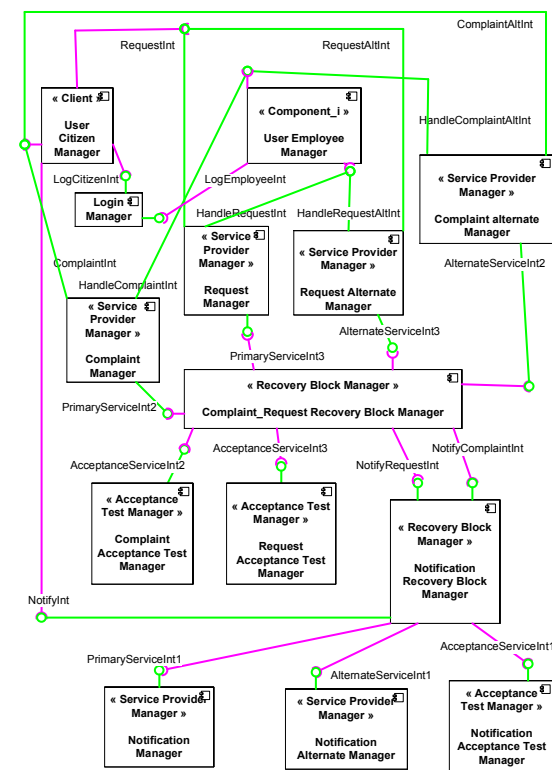 ComplaintAltInt
RequestInt
RequestAltInt
« Client »
User
Citizen
Manager
« Component_i »
User Employee
Manager
HandleComplaintAltInt
« Service Provider
Manager »
Complaint alternate
Manager
LogCitizenInt
LogEmployeeInt
Login
Manager
HandleRequestInt
HandleRequestAltInt
« Service
Provider
Manager »
Request
Manager
« Service Provider
Manager »
Request Alternate
Manager
AlternateServiceInt2
ComplaintInt
HandleComplaintInt
« Service
Provider
Manager »
Complaint
Manager
AlternateServiceInt3
PrimaryServiceInt3
« Recovery Block Manager »
Complaint_Request Recovery Block Manager
PrimaryServiceInt2
AcceptanceServiceInt3
AcceptanceServiceInt2
NotifyComplaintInt
NotifyRequestInt
« Acceptance
Test Manager »
Complaint
Acceptance Test
Manager
« Acceptance Test
Manager »
Request
Acceptance Test
Manager
« Recovery Block
Manager »
Notification
Recovery Block
Manager
NotifyInt
PrimaryServiceInt1
AlternateServiceInt1
AcceptanceServiceInt1
« Service Provider
Manager »
Notification
Manager
« Service Provider
Manager »
Notification
Alternate Manager
« Acceptance
Test Manager »
Notification
Acceptance Test
Manager